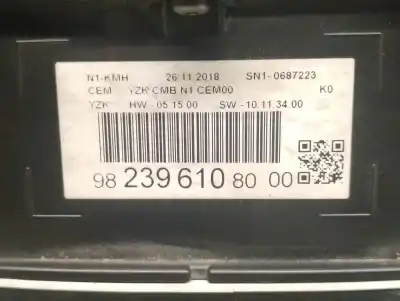 N1-KMH 26.11.2018 SN1-0687223
CEM YZK CMB N1 CEM00 K0
YZK HW-05.15.00 SW-10.11.34.00
98 239 610 80 00